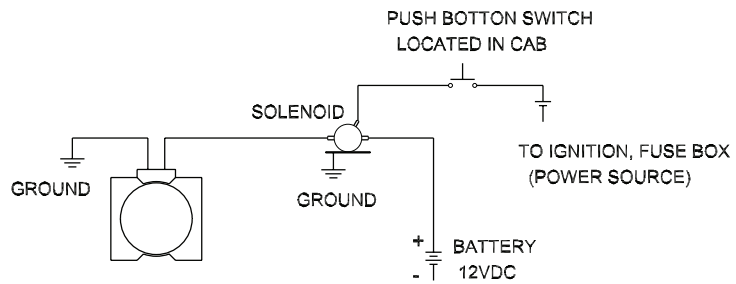 PUSH BOTTON SWITCH
LOCATED IN CAB
SOLENOID
TO IGNITION, FUSE BOX
(POWER SOURCE)
GROUND
GROUND
+
BATTERY
-
12VDC